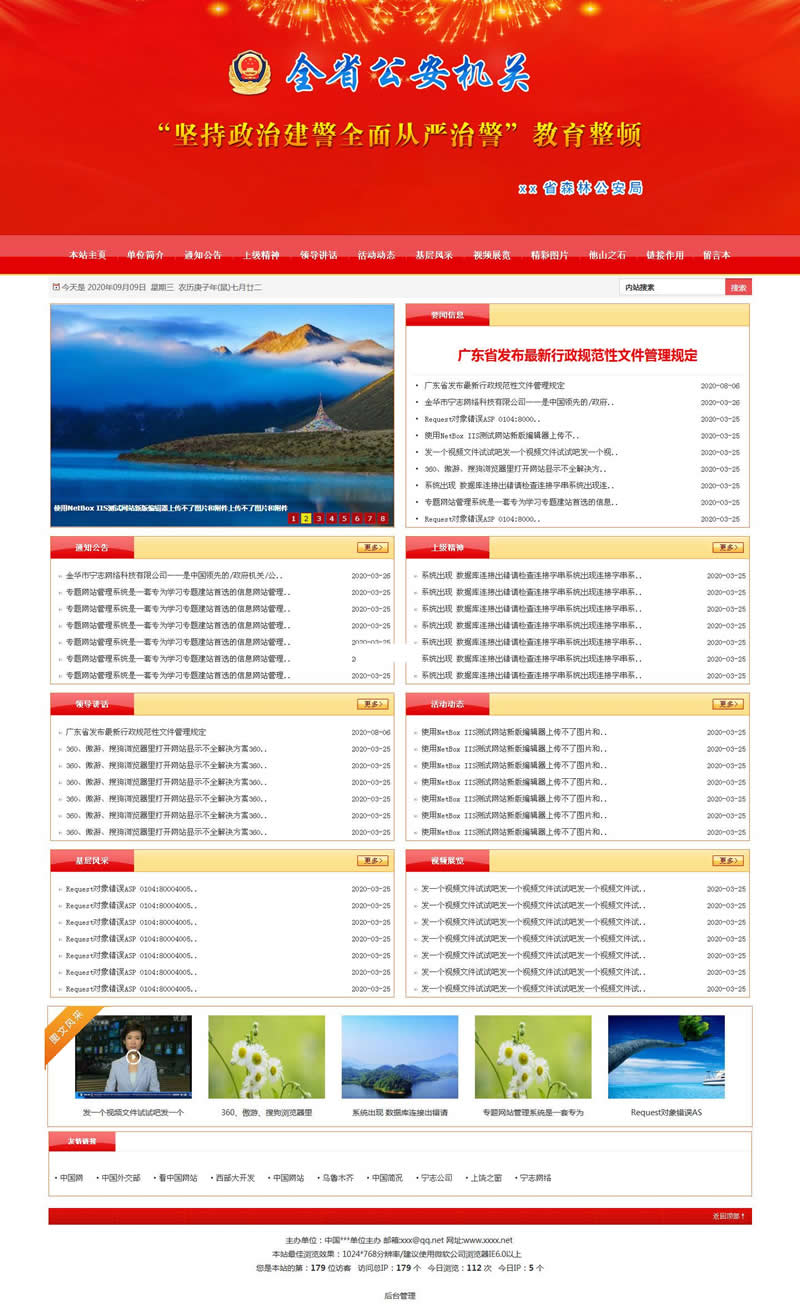 全省公安机关
“坚持政治建警全面从严治警”教育整顿
xx 省森林公安局
本站主页 单位简介 通知公告 上级精神 领导讲话 活动动态 基层风采 视频展览 精彩图片 他山之石 链接作用 留言本
今天是 2020年09月09日 星期三 农历庚子年(鼠)七月廿二 内站搜索 搜索
使用NetBox IIS测试网站新版编辑器上传不了图片和附件上传不了图片和附件
1 2 3 4 5 6 7 8
要闻信息
广东省发布最新行政规范性文件管理规定
广东省发布最新行政规范性文件管理规定 2020-08-06
金华市宁志网络科技有限公司——是中国领先的/政府.. 2020-03-26
Request对象错误ASP 0104:8000.. 2020-03-25
使用NetBox IIS测试网站新版编辑器上传不.. 2020-03-25
发一个视频文件试试吧发一个视频文件试试吧发一个视.. 2020-03-25
360、傲游、搜狗浏览器里打开网站显示不全解决方.. 2020-03-25
系统出现 数据库连接出错请检查连接字串系统出现连.. 2020-03-25
专题网站管理系统是一套专为学习专题建站首选的信息.. 2020-03-25
Request对象错误ASP 0104:8000.. 2020-03-25
通知公告 更多>
金华市宁志网络科技有限公司——是中国领先的/政府机关/公.. 2020-03-26
专题网站管理系统是一套专为学习专题建站首选的信息网站管理.. 2020-03-25
专题网站管理系统是一套专为学习专题建站首选的信息网站管理.. 2020-03-25
专题网站管理系统是一套专为学习专题建站首选的信息网站管理.. 2020-03-25
专题网站管理系统是一套专为学习专题建站首选的信息网站管理.. 2020-03-25
专题网站管理系统是一套专为学习专题建站首选的信息网站管理.. 2
专题网站管理系统是一套专为学习专题建站首选的信息网站管理.. 2020-03-25
上级精神 更多>
系统出现 数据库连接出错请检查连接字串系统出现连接字串系.. 2020-03-25
系统出现 数据库连接出错请检查连接字串系统出现连接字串系.. 2020-03-25
系统出现 数据库连接出错请检查连接字串系统出现连接字串系.. 2020-03-25
系统出现 数据库连接出错请检查连接字串系统出现连接字串系.. 2020-03-25
系统出现 数据库连接出错请检查连接字串系统出现连接字串系.. 2020-03-25
系统出现 数据库连接出错请检查连接字串系统出现连接字串系.. 2020-03-25
系统出现 数据库连接出错请检查连接字串系统出现连接字串系.. 2020-03-25
领导讲话 更多>
广东省发布最新行政规范性文件管理规定 2020-08-06
360、傲游、搜狗浏览器里打开网站显示不全解决方案360.. 2020-03-25
360、傲游、搜狗浏览器里打开网站显示不全解决方案360.. 2020-03-25
360、傲游、搜狗浏览器里打开网站显示不全解决方案360.. 2020-03-25
360、傲游、搜狗浏览器里打开网站显示不全解决方案360.. 2020-03-25
360、傲游、搜狗浏览器里打开网站显示不全解决方案360.. 2020-03-25
360、傲游、搜狗浏览器里打开网站显示不全解决方案360.. 2020-03-25
活动动态 更多>
使用NetBox IIS测试网站新版编辑器上传不了图片和.. 2020-03-25
使用NetBox IIS测试网站新版编辑器上传不了图片和.. 2020-03-25
使用NetBox IIS测试网站新版编辑器上传不了图片和.. 2020-03-25
使用NetBox IIS测试网站新版编辑器上传不了图片和.. 2020-03-25
使用NetBox IIS测试网站新版编辑器上传不了图片和.. 2020-03-25
使用NetBox IIS测试网站新版编辑器上传不了图片和.. 2020-03-25
使用NetBox IIS测试网站新版编辑器上传不了图片和.. 2020-03-25
基层风采 更多>
Request对象错误ASP 0104:80004005.. 2020-03-25
Request对象错误ASP 0104:80004005.. 2020-03-25
Request对象错误ASP 0104:80004005.. 2020-03-25
Request对象错误ASP 0104:80004005.. 2020-03-25
Request对象错误ASP 0104:80004005.. 2020-03-25
Request对象错误ASP 0104:80004005.. 2020-03-25
Request对象错误ASP 0104:80004005.. 2020-03-25
视频展览 更多>
发一个视频文件试试吧发一个视频文件试试吧发一个视频文件试.. 2020-03-25
发一个视频文件试试吧发一个视频文件试试吧发一个视频文件试.. 2020-03-25
发一个视频文件试试吧发一个视频文件试试吧发一个视频文件试.. 2020-03-25
发一个视频文件试试吧发一个视频文件试试吧发一个视频文件试.. 2020-03-25
发一个视频文件试试吧发一个视频文件试试吧发一个视频文件试.. 2020-03-25
发一个视频文件试试吧发一个视频文件试试吧发一个视频文件试.. 2020-03-25
发一个视频文件试试吧发一个视频文件试试吧发一个视频文件试.. 2020-03-25
图文风采
发一个视频文件试试吧发一个 360、傲游、搜狗浏览器里 系统出现 数据库连接出错请 专题网站管理系统是一套专为 Request对象错误AS
友情链接
中国网 中国外交部 看中国网站 西部大开发 中国网站 乌鲁木齐 中国简况 宁志公司 上饶之窗 宁志网络
返回顶部↑
主办单位：中国***单位主办 邮箱:xxx@qq.net 网址:www.xxxx.net
本站最佳浏览效果：1024*768分辨率/建议使用微软公司浏览器IE6.0以上
您是本站的第：179 位访客 访问总IP：179 个 今日浏览：112 次 今日IP：5 个
后台管理